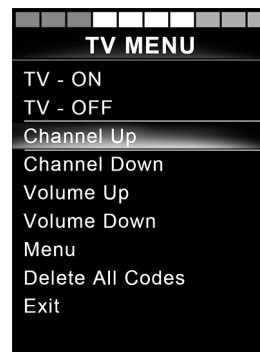 TV MENU
TV - ON
TV - OFF
Channel Up
Channel Down
Volume Up
Volume Down
Menu
Delete All Codes
Exit